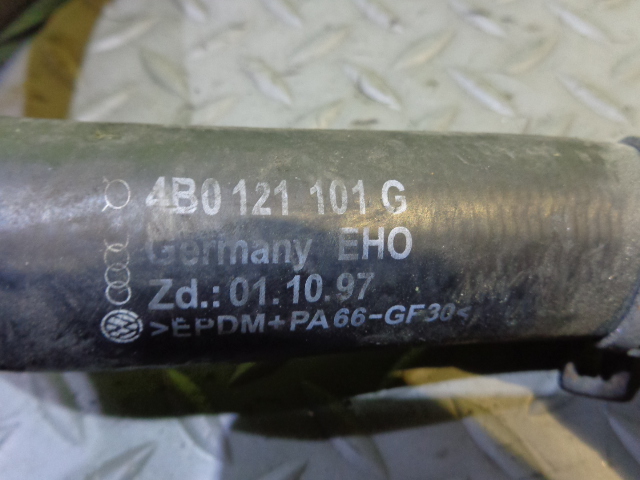 4B0 121 101 G
Germany EHO
Zd.: 01.10.97
>EPDM+PA66-GF30<